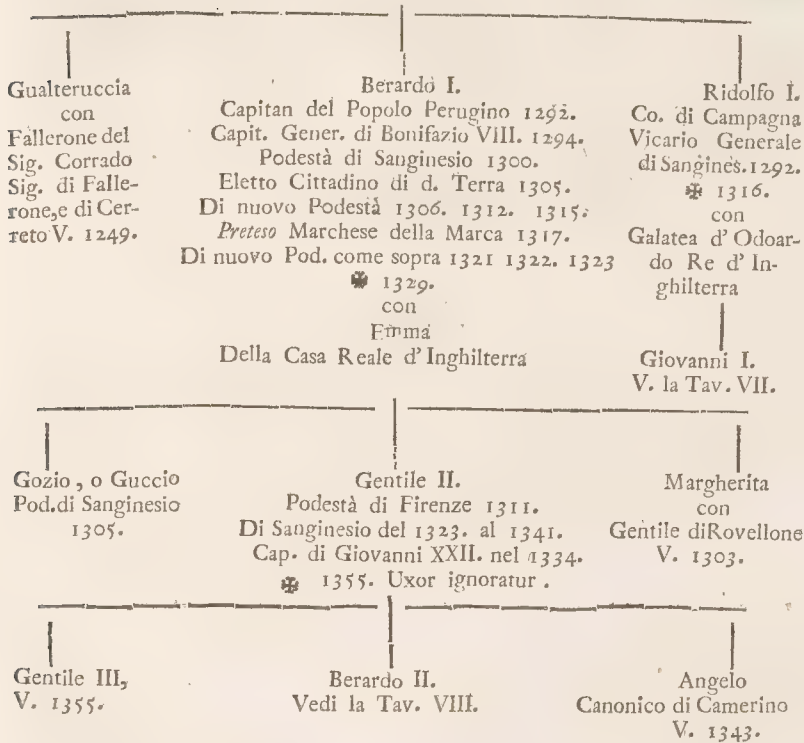 Gualteruccia
con
Fallerone del
Sig. Corrado
Sig. di Falle-
rone,e di Cer-
reto V. 1249.
Berardo I.
Capitan del Popolo Perugino 1292.
Capit. Gener. di Bonifazio VIII. 1294.
Podestà di Sanginesio 1300.
Eletto Cittadino di d. Terra 1305.
Di nuovo Podestà 1306. 1312. 1315.
Preteso Marchese della Marca 1317.
Di nuovo Pod. come sopra 1321 1322. 1323
✠ 1329.
con
Emma
Della Casa Reale d'Inghilterra
Ridolfo I.
Co. di Campagna
Vicario Generale
di Sangines. 1292.
✠ 1316.
con
Galatea d'Odoar-
do Re d'In-
ghilterra
Giovanni I.
V. la Tav. VII.
Gozio, o Guccio
Pod.di Sanginesio
1305.
Gentile II.
Podestà di Firenze 1311.
Di Sanginesio del 1323. al 1341.
Cap. di Giovanni XXII. nel 1334.
✠ 1355. Uxor ignoratur.
Margherita
con
Gentile diRovellone
V. 1303.
Gentile III,
V. 1355.
Berardo II.
Vedi la Tav. VIII.
Angelo
Canonico di Camerino
V. 1343.